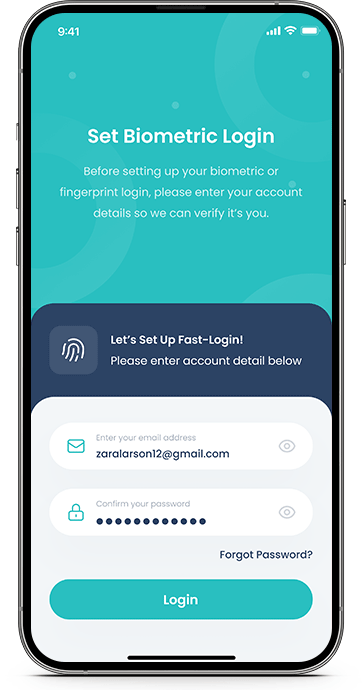 9:41
Set Biometric Login
Before setting up your biometric or
fingerprint login, please enter your account
details so we can verify it's you.
Let's Set Up Fast-Login!
Please enter account detail below
Enter your email address
zaralarson12@gmail.com
Confirm your password
●●●●●●●●●●●●
Forgot Password?
Login